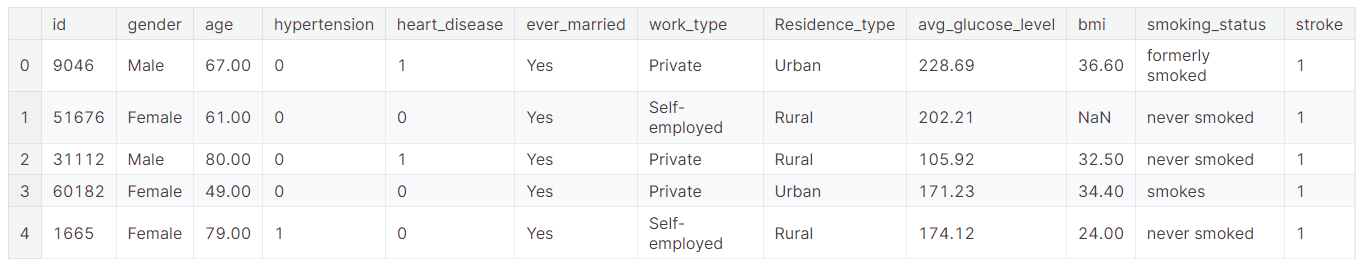 id gender age hypertension heart_disease ever_married work_type Residence_type avg_glucose_level bmi smoking_status stroke
0 9046 Male 67.00 0 1 Yes Private Urban 228.69 36.60 formerly smoked 1
1 51676 Female 61.00 0 0 Yes Self-employed Rural 202.21 NaN never smoked 1
2 31112 Male 80.00 0 1 Yes Private Rural 105.92 32.50 never smoked 1
3 60182 Female 49.00 0 0 Yes Private Urban 171.23 34.40 smokes 1
4 1665 Female 79.00 1 0 Yes Self-employed Rural 174.12 24.00 never smoked 1